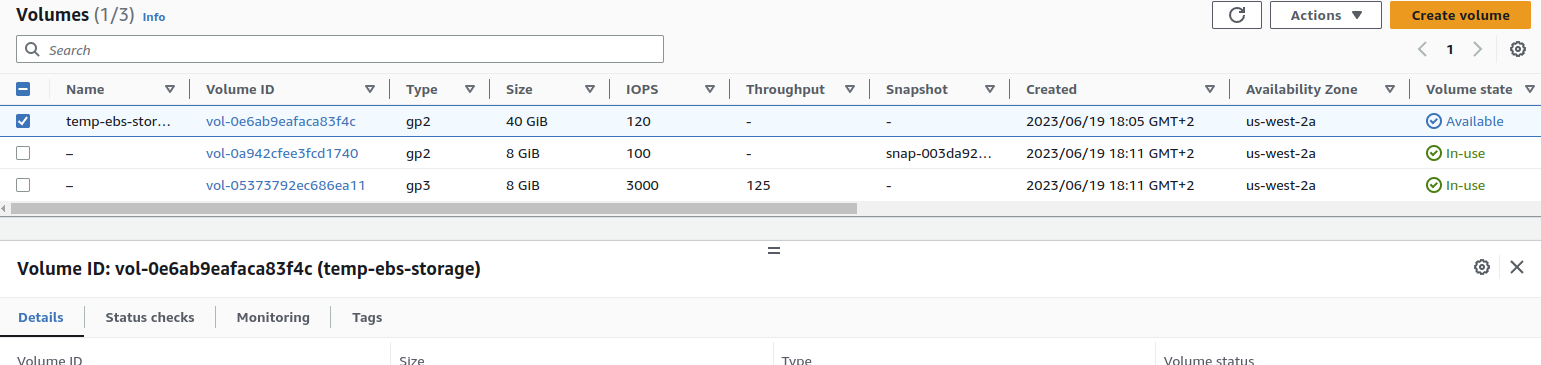 Volumes (1/3) Info Actions Create volume
Search 1
Name Volume ID Type Size IOPS Throughput Snapshot Created Availability Zone Volume state
temp-ebs-stor... vol-0e6ab9eafaca83f4c gp2 40 GiB 120 - - 2023/06/19 18:05 GMT+2 us-west-2a Available
– vol-0a942cfee3fcd1740 gp2 8 GiB 100 - snap-003da92... 2023/06/19 18:11 GMT+2 us-west-2a In-use
– vol-05373792ec686ea11 gp3 8 GiB 3000 125 - 2023/06/19 18:11 GMT+2 us-west-2a In-use
Volume ID: vol-0e6ab9eafaca83f4c (temp-ebs-storage)
Details Status checks Monitoring Tags
Volume ID Size Type Volume status